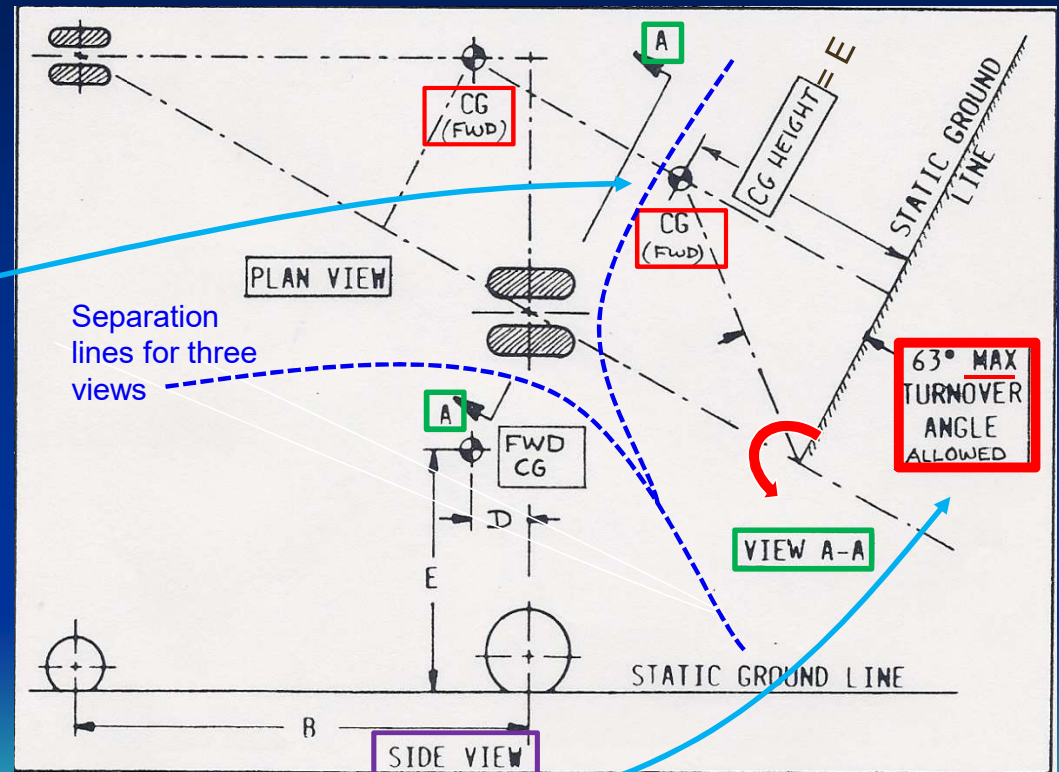 A
CG HEIGHT = E
STATIC GROUND
LINE
CG
(FWD)
CG
(FWD)
PLAN VIEW
Separation
lines for three
views
63° MAX
TURNOVER
ANGLE
ALLOWED
A
FWD
CG
D
VIEW A-A
E
STATIC GROUND LINE
B
SIDE VIEW